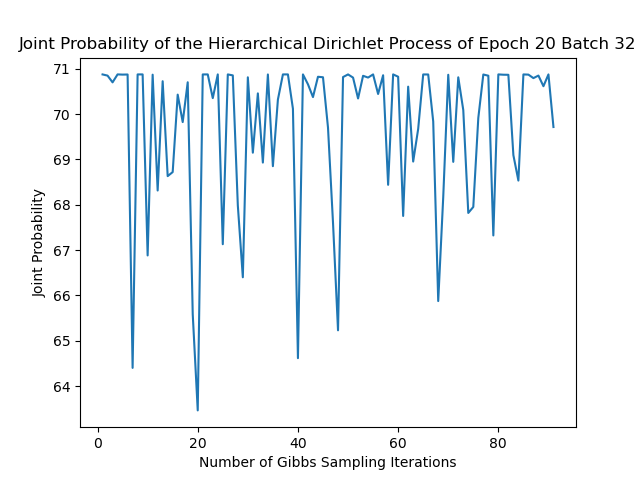 Joint Probability of the Hierarchical Dirichlet Process of Epoch 20 Batch 32
71
70
69
68
67
66
65
64
Joint Probability
0 20 40 60 80
Number of Gibbs Sampling Iterations